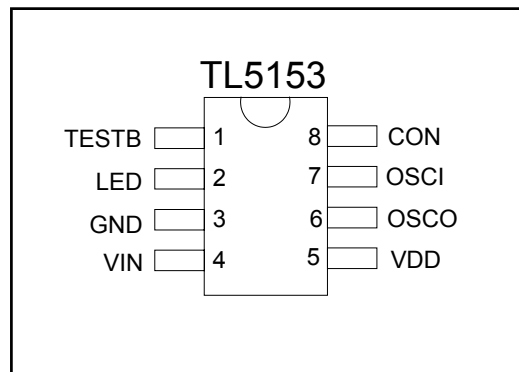 TL5153
TESTB 1 8 CON
LED 2 7 OSCI
GND 3 6 OSCO
VIN 4 5 VDD